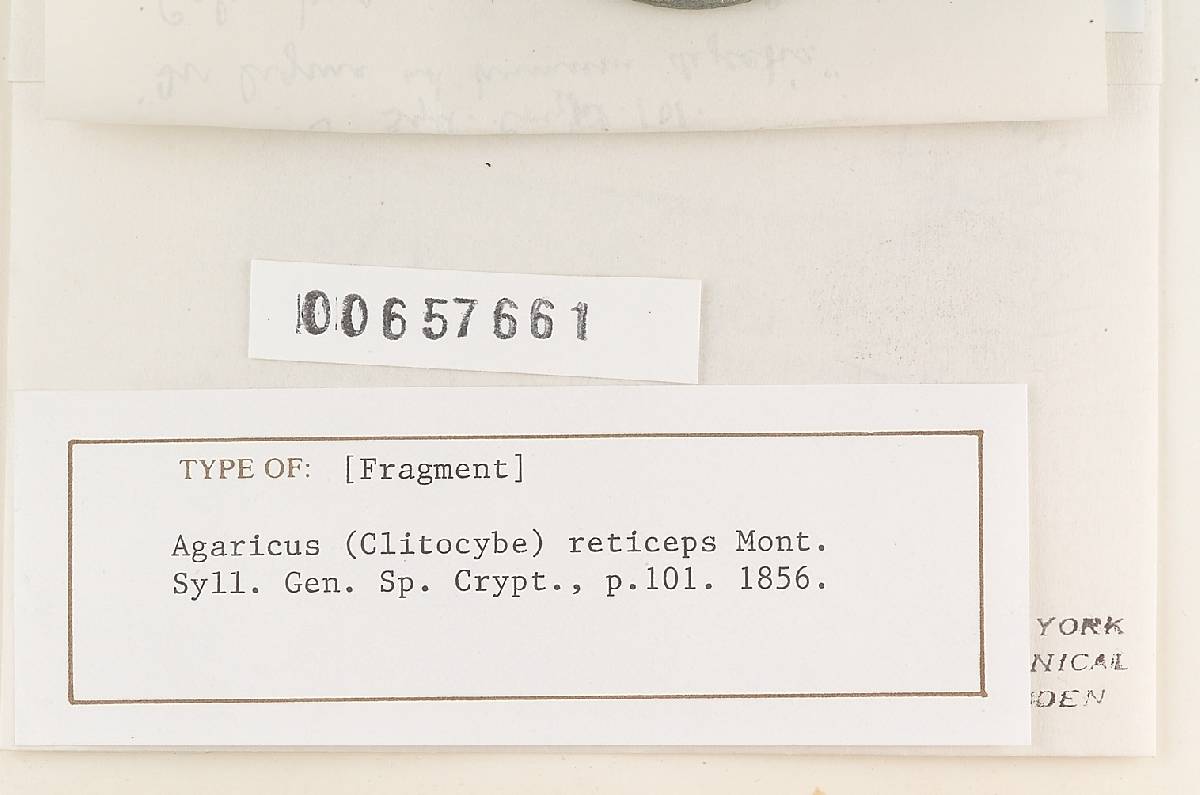 00657661
TYPE OF: [Fragment]
Agaricus (Clitocybe) reticeps Mont.
Syll. Gen. Sp. Crypt., p.101. 1856.
YORK
NICAL
DEN